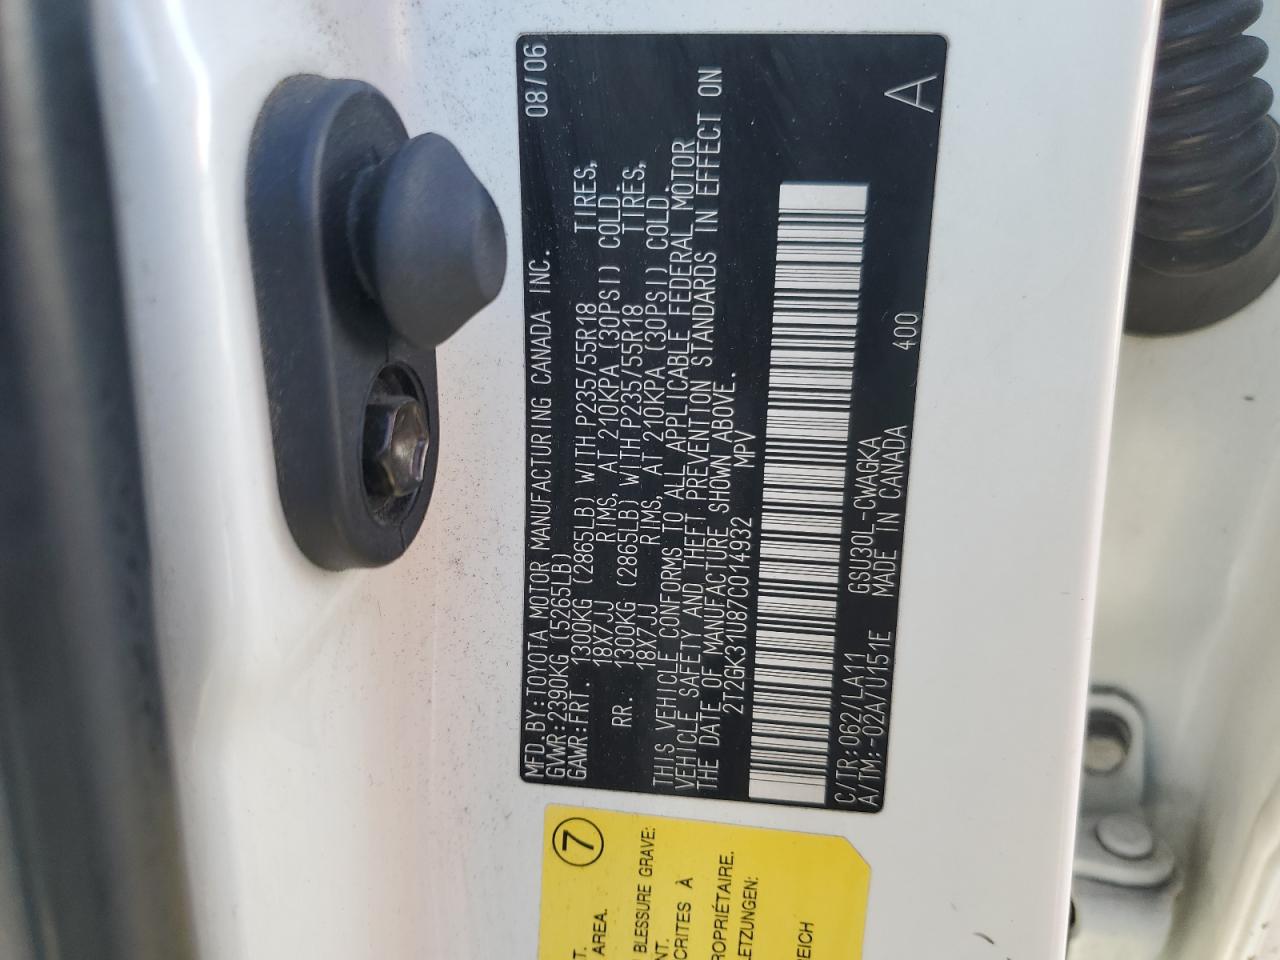 MFD. BY:TOYOTA MOTOR MANUFACTURING CANADA INC. 08/06
GVWR:2390KG (5265LB)
GAWR:FRT. 1300KG (2865LB) WITH P235/55R18 TIRES,
18X7JJ RIMS, AT 210KPA (30PSI) COLD.
RR. 1300KG (2865LB) WITH P235/55R18 TIRES,
18X7JJ RIMS, AT 210KPA (30PSI) COLD.
THIS VEHICLE CONFORMS TO ALL APPLICABLE FEDERAL MOTOR
VEHICLE SAFETY AND THEFT PREVENTION STANDARDS IN EFFECT ON
THE DATE OF MANUFACTURE SHOWN ABOVE.
2T2GK31U87C014932 MPV
C/TR:062/LA11 GSU30L-CWAGKA 400 A
A/TM:-02A/U151E MADE IN CANADA
7
AREA.
BLESSURE GRAVE:
CRITES A
PROPRIÉTAIRE.